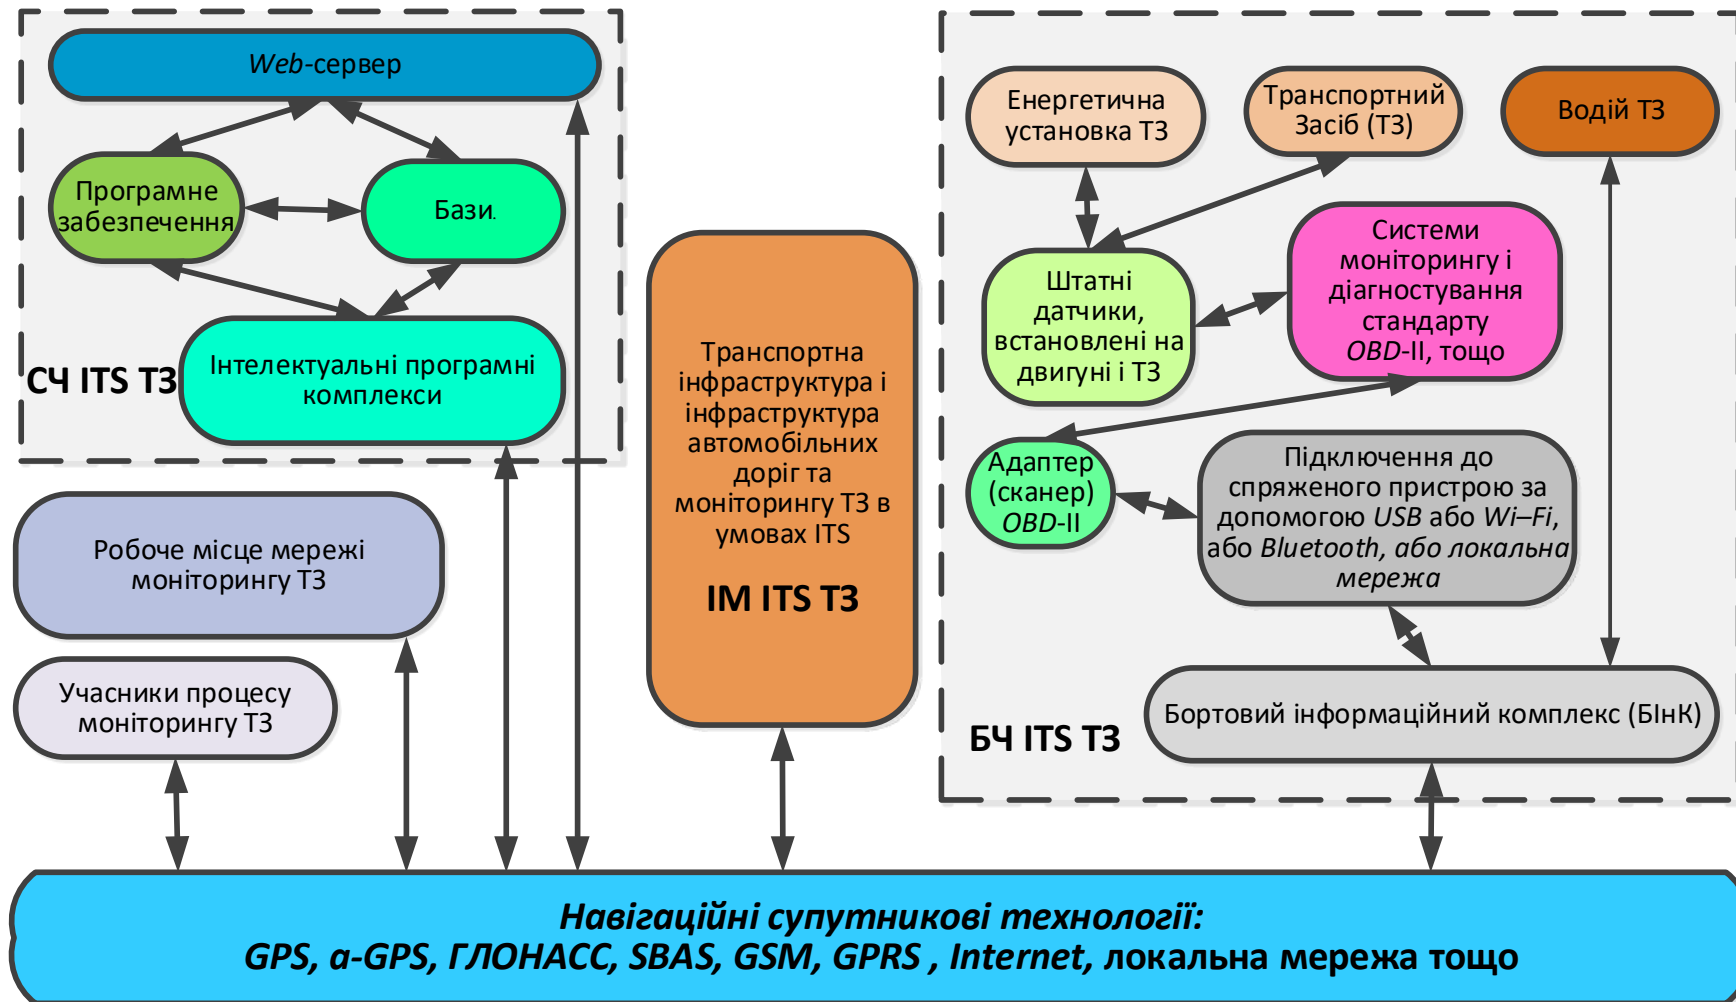 Web-сервер
Програмне
забезпечення
Бази.
Інтелектуальні програмні
комплекси
СЧ ITS ТЗ
Робоче місце мережі
моніторингу ТЗ
Учасники процесу
моніторингу ТЗ
Транспортна
інфраструктура і
інфраструктура
автомобільних
доріг та
моніторингу ТЗ в
умовах ITS
ІМ ITS ТЗ
Енергетична
установка ТЗ
Транспортний
Засіб (ТЗ)
Водій ТЗ
Штатні
датчики,
встановлені на
двигуні і ТЗ
Системи
моніторингу і
діагностування
стандарту
OBD-II, тощо
Адаптер
(сканер)
OBD-II
Підключення до
спряженого пристрою за
допомогою USB або Wi–Fi,
або Bluetooth, або локальна
мережа
Бортовий інформаційний комплекс (БІнК)
БЧ ITS ТЗ
Навігаційні супутникові технології:
GPS, a-GPS, ГЛОНАСС, SBAS, GSM, GPRS , Internet, локальна мережа тощо